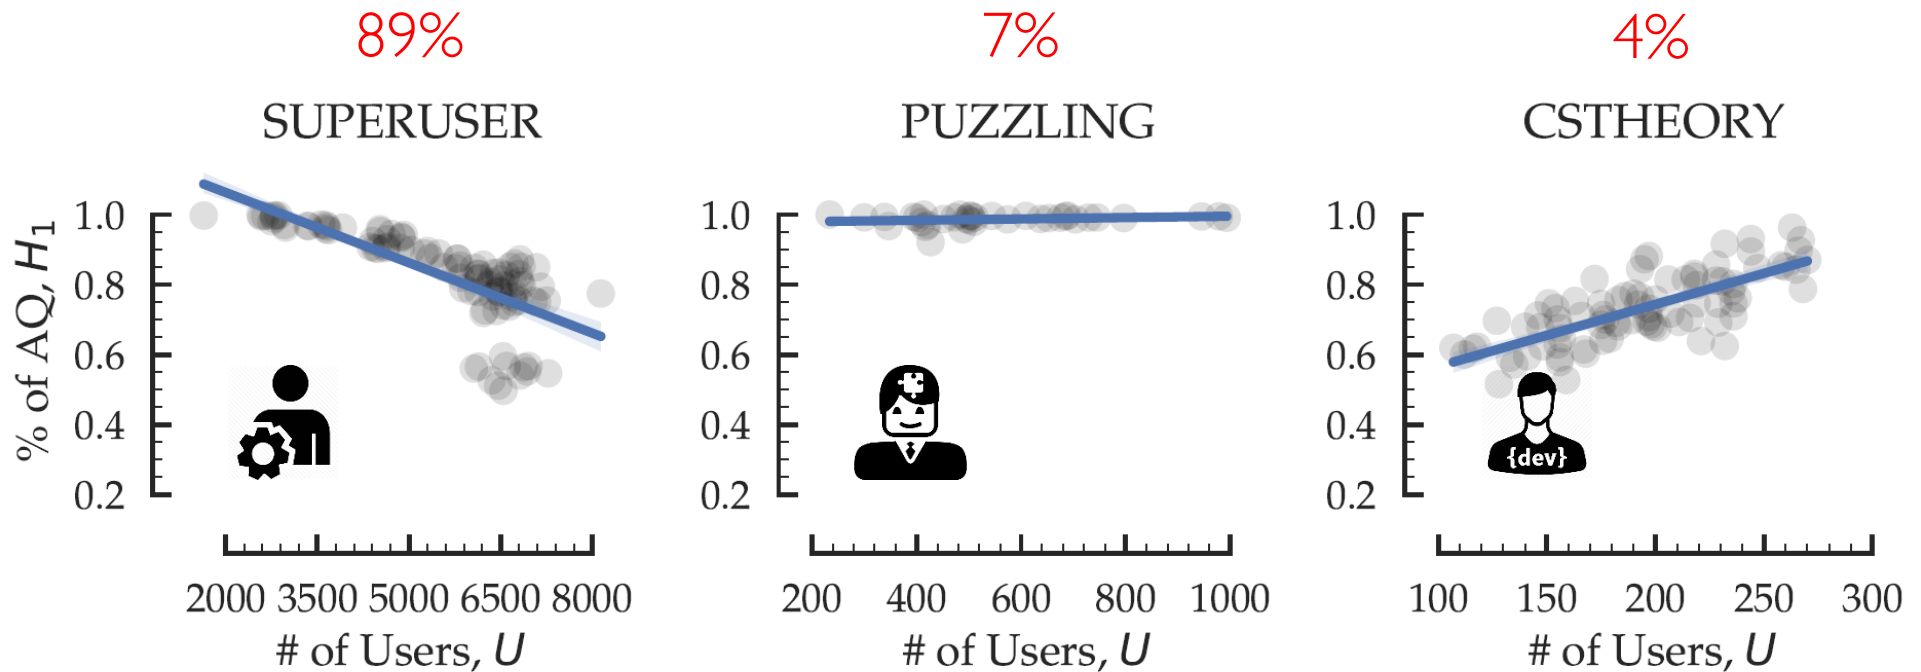 89% 7% 4%
SUPERUSER PUZZLING CSTHEORY
% of AQ, H1
1.0
0.8
0.6
0.4
0.2
2000 3500 5000 6500 8000
# of Users, U
1.0
0.8
0.6
0.4
0.2
200 400 600 800 1000
# of Users, U
1.0
0.8
0.6
0.4
0.2
{dev}
100 150 200 250 300
# of Users, U